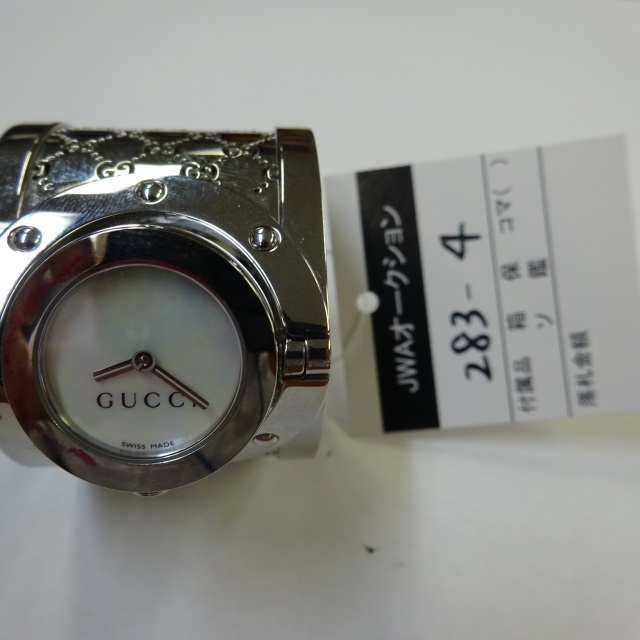 GUCCI
SWISS MADE
JWAオークション
283-4
付属品 箱 保 コマ( )
ソ 鑑
落札金額